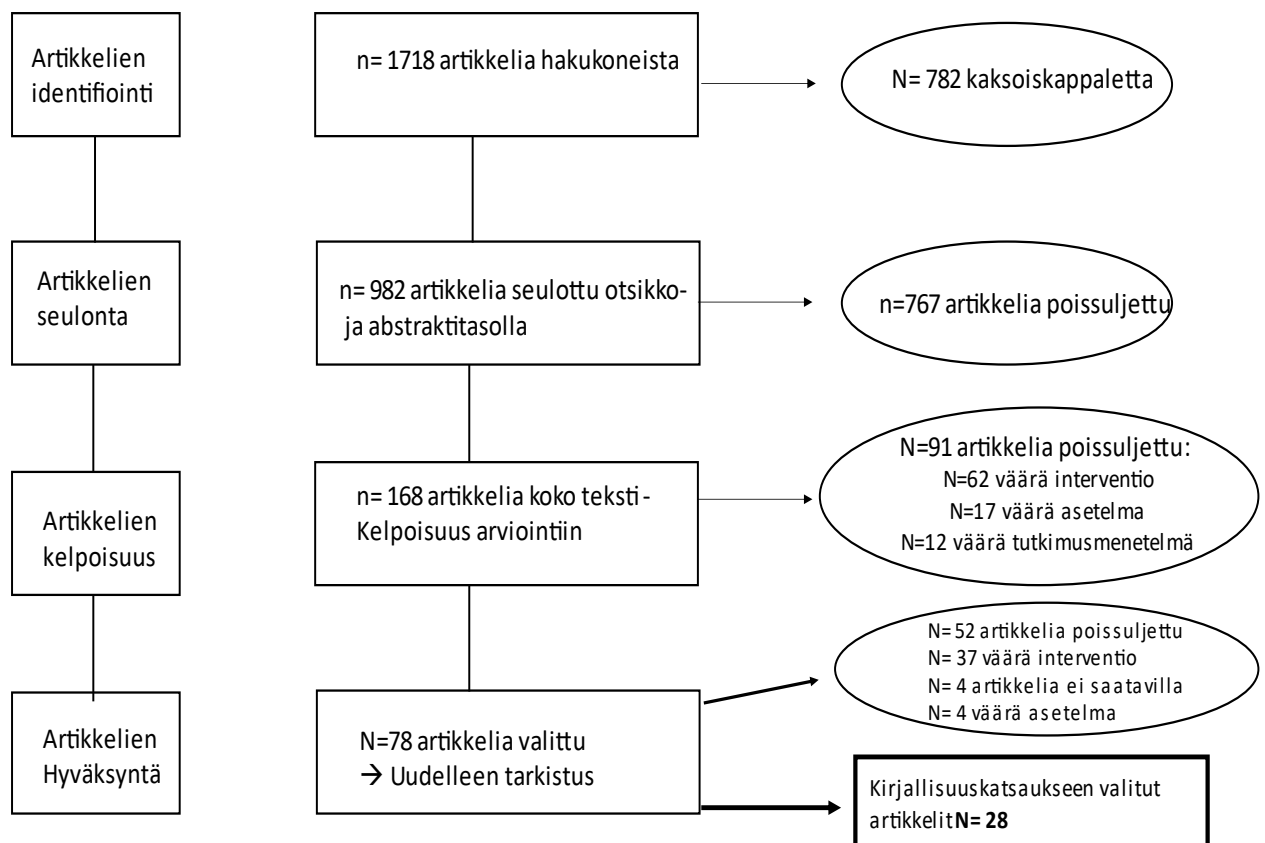 Artikkelien
identifiointi
n= 1718 artikkelia hakukoneista
N= 782 kaksoiskappaletta
Artikkelien
seulonta
n= 982 artikkelia seulottu otsikko-
ja abstraktitasolla
n=767 artikkelia poissuljettu
Artikkelien
kelpoisuus
n= 168 artikkelia koko teksti -
Kelpoisuus arviointiin
N=91 artikkelia poissuljettu:
N=62 väärä interventio
N=17 väärä asetelma
N=12 väärä tutkimusmenetelmä
Artikkelien
Hyväksyntä
N=78 artikkelia valittu
→ Uudelleen tarkistus
N= 52 artikkelia poissuljettu
N= 37 väärä interventio
N= 4 artikkelia ei saatavilla
N= 4 väärä asetelma
Kirjallisuuskatsaukseen valitut
artikkelit N= 28